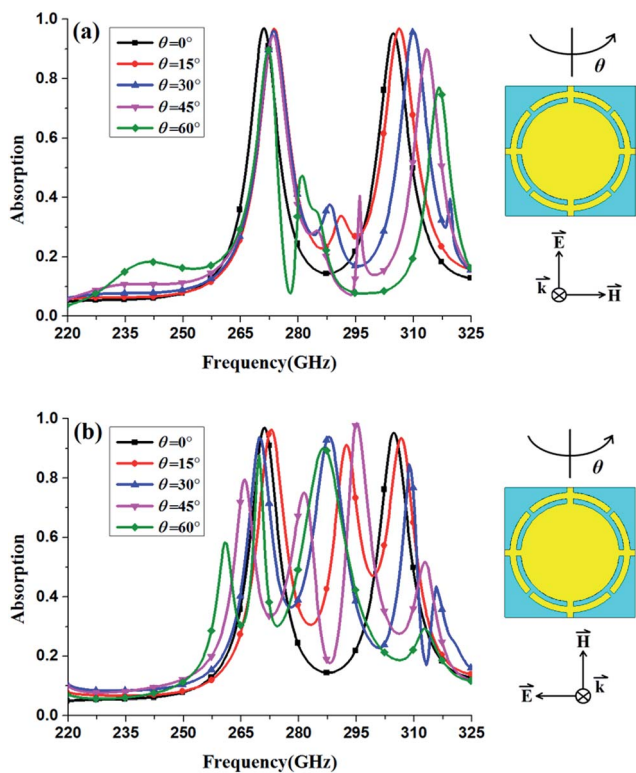 (a)
θ=0°
θ=15°
θ=30°
θ=45°
θ=60°
Absorption
1.0
0.8
0.6
0.4
0.2
0.0
220 235 250 265 280 295 310 325
Frequency(GHz)
θ
E
k
H
(b)
θ=0°
θ=15°
θ=30°
θ=45°
θ=60°
Absorption
1.0
0.8
0.6
0.4
0.2
0.0
220 235 250 265 280 295 310 325
Frequency(GHz)
θ
H
E
k